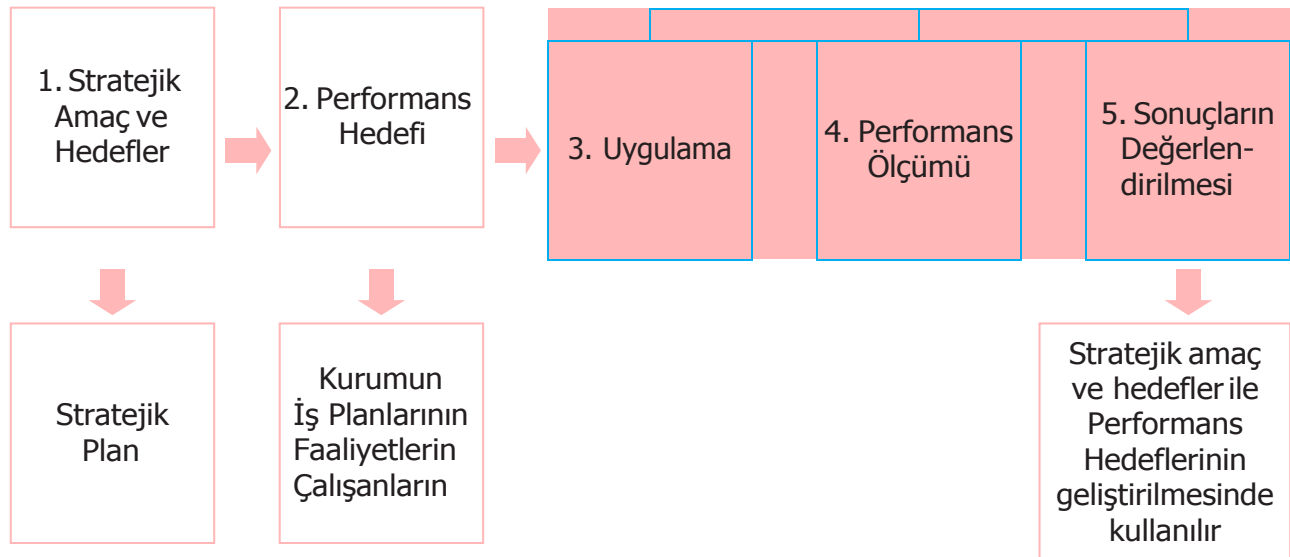 1. Stratejik
Amaç ve
Hedefler
2. Performans
Hedefi
3. Uygulama
4. Performans
Ölçümü
5. Sonuçların
Değerlen-
dirilmesi
Stratejik
Plan
Kurumun
İş Planlarının
Faaliyetlerin
Çalışanların
Stratejik amaç
ve hedefler ile
Performans
Hedeflerinin
geliştirilmesinde
kullanılır